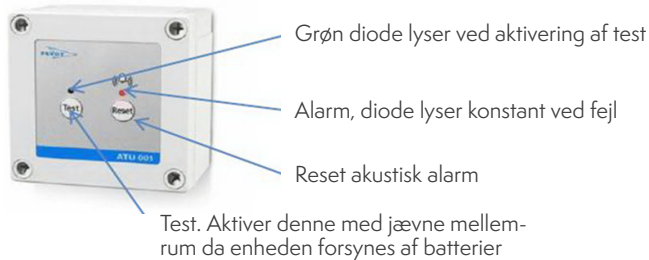 Grøn diode lyser ved aktivering af test
Alarm, diode lyser konstant ved fejl
Test
Reset
ATU 001
Reset akustisk alarm
Test. Aktiver denne med jævne mellem-
rum da enheden forsynes af batterier